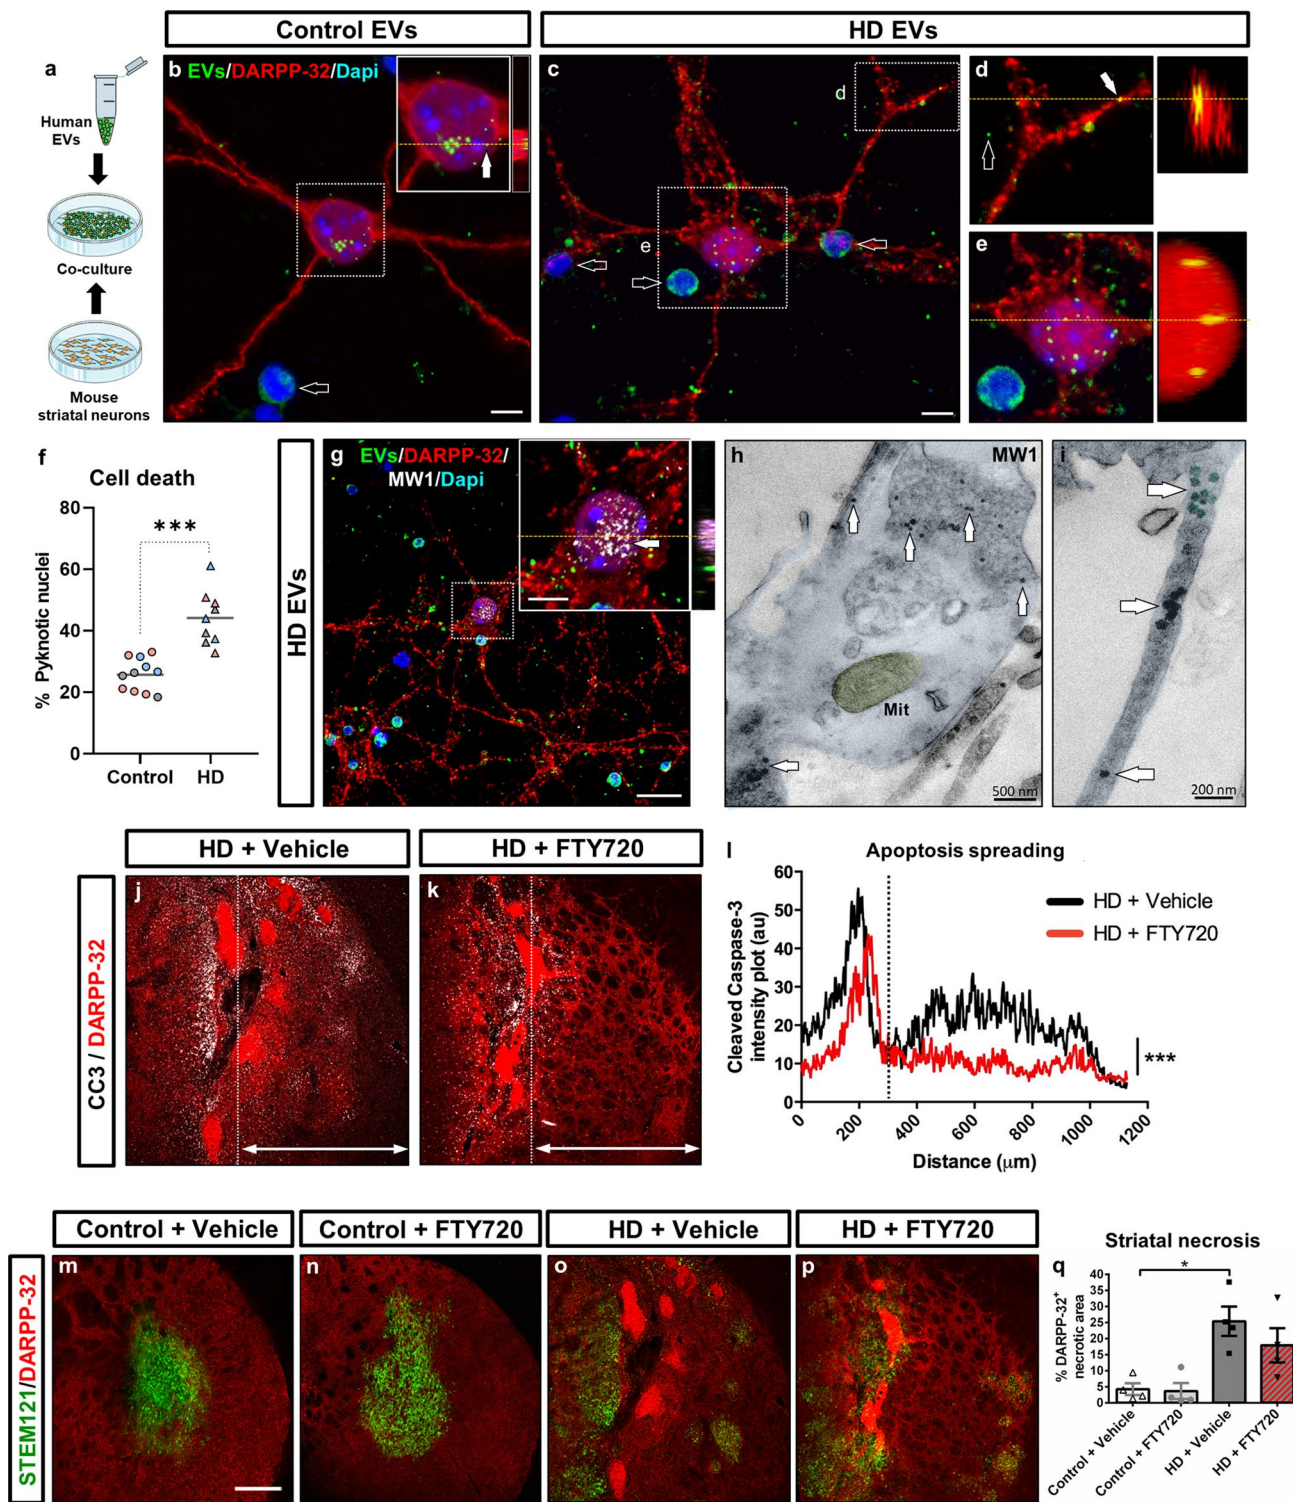 Control EVs
HD EVs
a
Human
EVs
Co-culture
Mouse
striatal neurons
b EVs/DARPP-32/Dapi
c
d
e
d
e
f
Cell death
***
% Pyknotic nuclei
80
60
40
20
0
Control
HD
HD EVs
g EVs/DARPP-32/
MW1/Dapi
h
MW1
Mit
500 nm
i
200 nm
HD + Vehicle
HD + FTY720
CC3 / DARPP-32
j
k
l
Apoptosis spreading
Cleaved Caspase-3
intensity plot (au)
60
50
40
30
20
10
0
0
200
400
600
800
1000
1200
Distance (μm)
HD + Vehicle
HD + FTY720
***
Control + Vehicle
Control + FTY720
HD + Vehicle
HD + FTY720
STEM121/DARPP-32
m
n
o
p
q
Striatal necrosis
*
% DARPP-32+
necrotic area
40
35
30
25
20
15
10
5
0
Control + Vehicle
Control + FTY720
HD + Vehicle
HD + FTY720